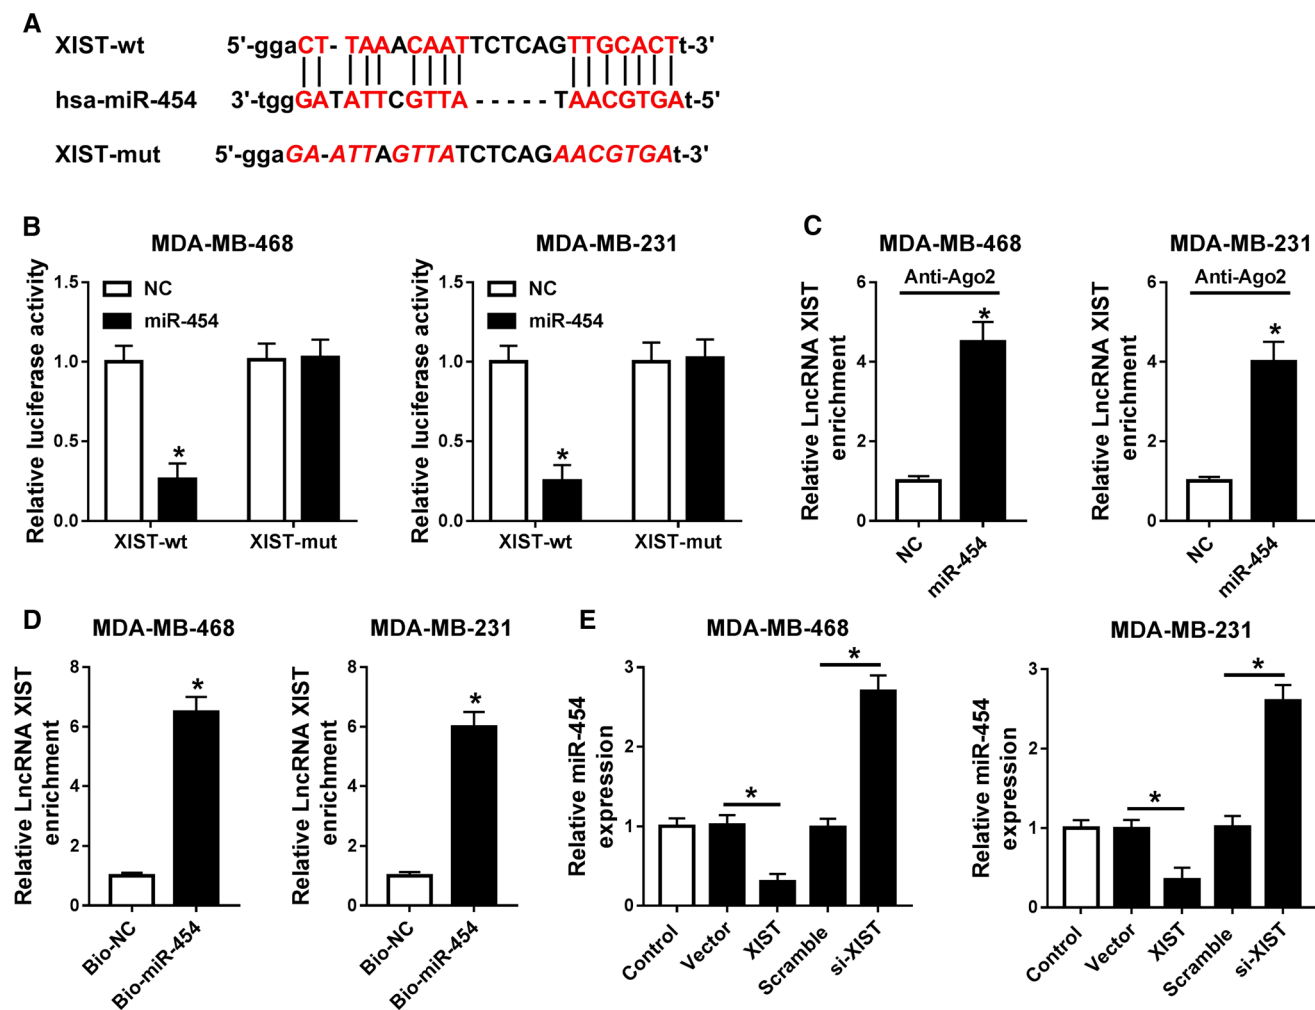 A
XIST-wt 5'-ggaCT- TAAACAATTCTCAGTTGCACTt-3'
hsa-miR-454 3'-tggGATATTCGTTA-----TAACGTGAt-5'
XIST-mut 5'-ggaGA-ATTAGTTATCTCAGAACGTGAt-3'
B
MDA-MB-468
Relative luciferase activity
1.5
1.0
0.5
0.0
NC
miR-454
*
XIST-wt XIST-mut
MDA-MB-231
Relative luciferase activity
1.5
1.0
0.5
0.0
NC
miR-454
*
XIST-wt XIST-mut
C
MDA-MB-468
Anti-Ago2
Relative LncRNA XIST
enrichment
6
4
2
0
*
NC
miR-454
MDA-MB-231
Anti-Ago2
Relative LncRNA XIST
enrichment
6
4
2
0
*
NC
miR-454
D
MDA-MB-468
Relative LncRNA XIST
enrichment
8
6
4
2
0
*
Bio-NC
Bio-miR-454
MDA-MB-231
Relative LncRNA XIST
enrichment
8
6
4
2
0
*
Bio-NC
Bio-miR-454
E
MDA-MB-468
Relative miR-454
expression
3
2
1
0
*
*
Control
Vector
XIST
Scramble
si-XIST
MDA-MB-231
Relative miR-454
expression
3
2
1
0
*
*
Control
Vector
XIST
Scramble
si-XIST